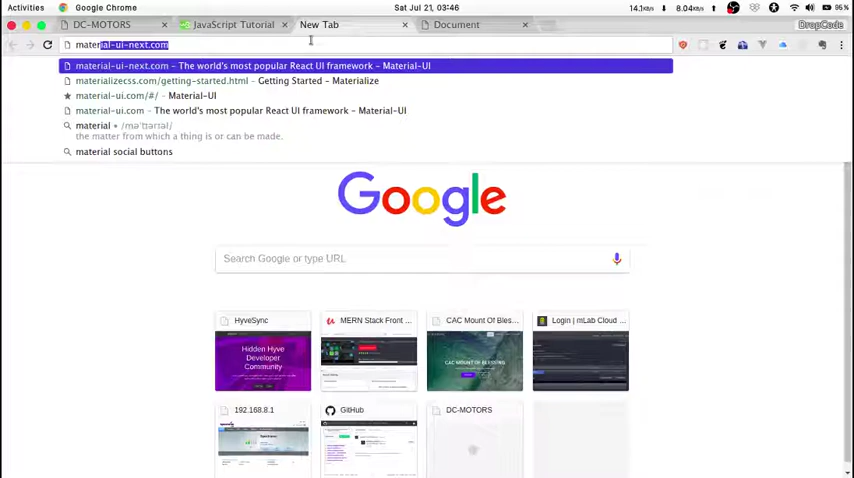 Activities
Google Chrome
Sat Jul 21, 03:46
14.1kB/s
8.04kB/s
95%
DC-MOTORS
JavaScript Tutorial
New Tab
Document
DropCode
material-ui-next.com
material-ui-next.com – The world's most popular React UI framework – Material-UI
materializecss.com/getting-started.html – Getting Started – Materialize
material-ui.com/#/ – Material-UI
material-ui.com – The world's most popular React UI framework – Material-UI
material • /məˈtɪərɪəl/
the matter from which a thing is or can be made.
material social buttons
Google
Search Google or type URL
HyveSync
MERN Stack Front ...
CAC Mount Of Bles...
Login | mLab Cloud ...
Hidden Hyve
Developer
Community
CAC MOUNT OF BLESSING
192.168.8.1
GitHub
DC-MOTORS